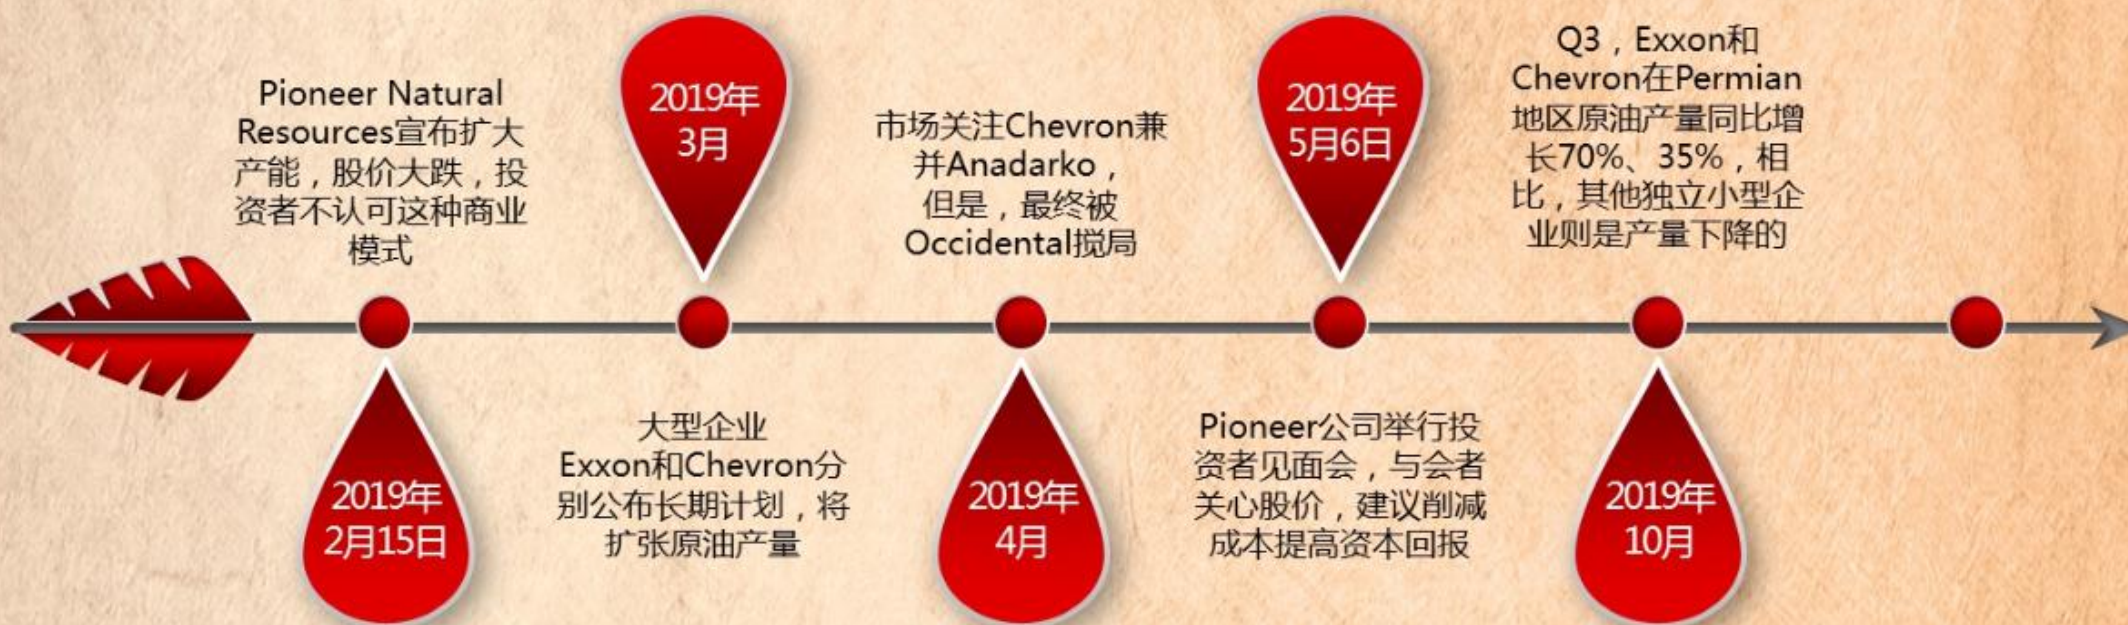 Pioneer Natural
Resources宣布扩大
产能，股价大跌，投
资者不认可这种商业
模式
2019年
2月15日
2019年
3月
大型企业
Exxon和Chevron分
别公布长期计划，将
扩张原油产量
市场关注Chevron兼
并Anadarko，
但是，最终被
Occidental搅局
2019年
4月
2019年
5月6日
Pioneer公司举行投
资者见面会，与会者
关心股价，建议削减
成本提高资本回报
Q3，Exxon和
Chevron在Permian
地区原油产量同比增
长70%、35%，相
比，其他独立小型企
业则是产量下降的
2019年
10月